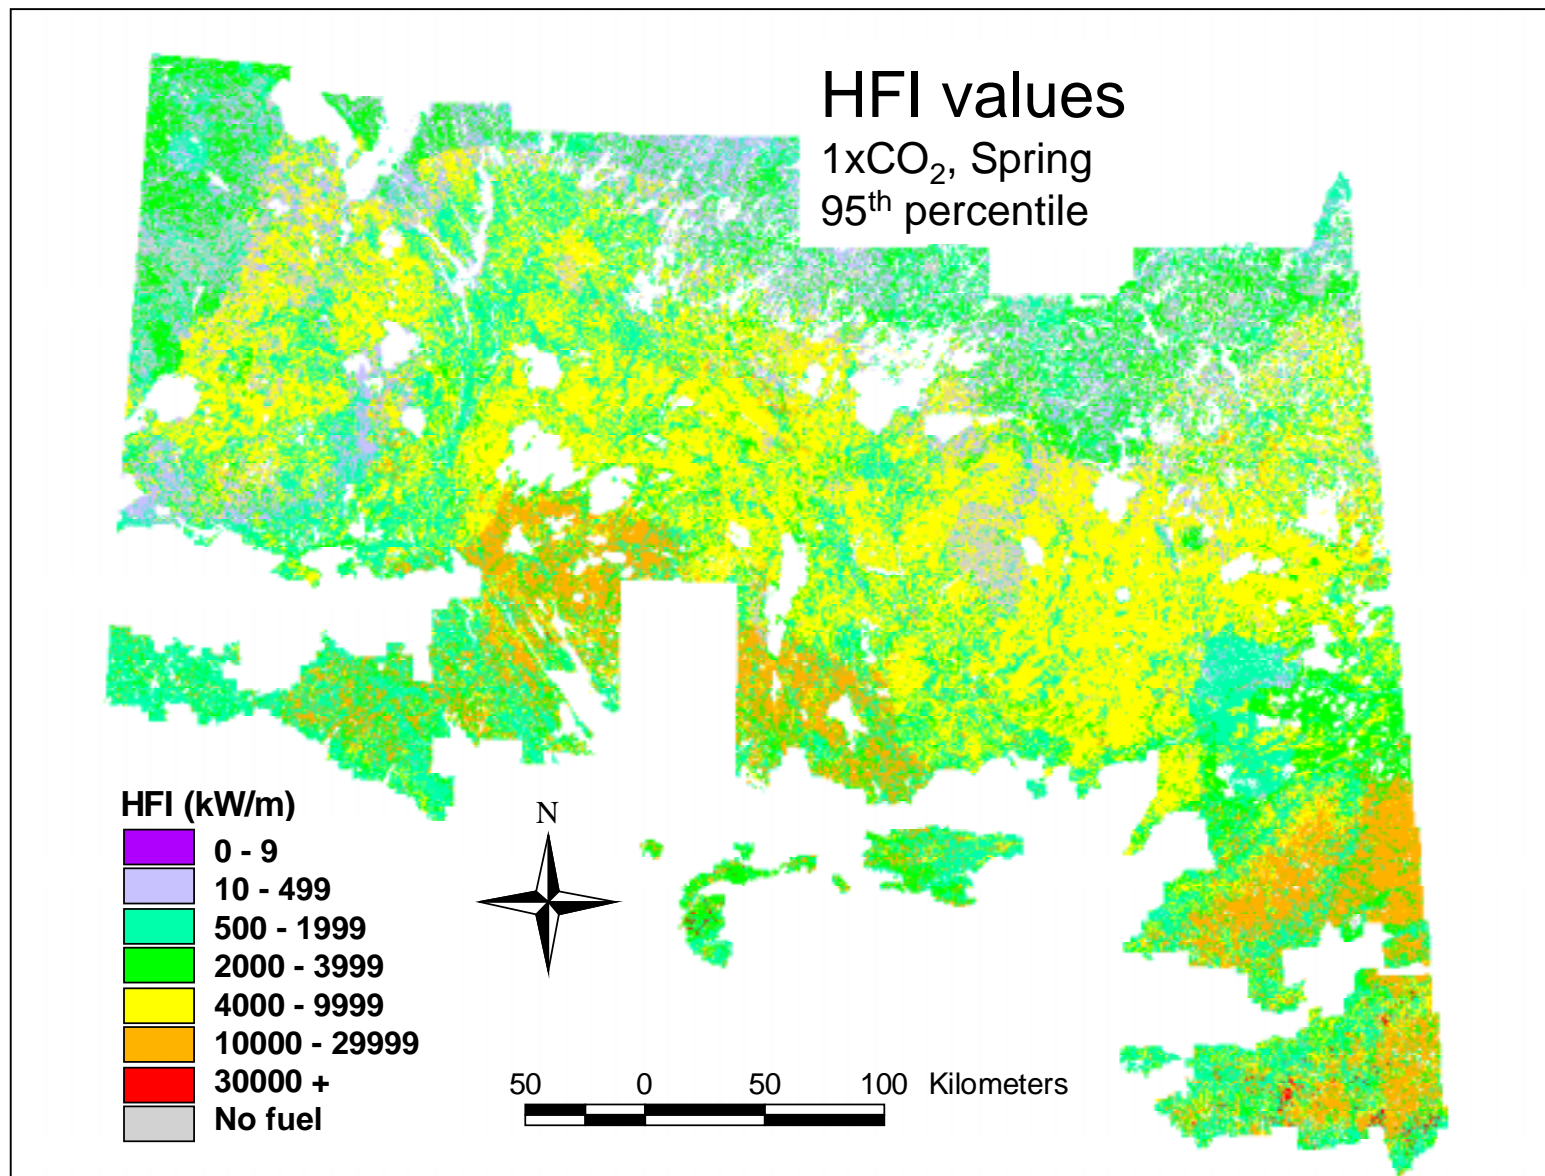 HFI values
1xCO2, Spring
95th percentile
HFI (kW/m)
0 - 9
10 - 499
500 - 1999
2000 - 3999
4000 - 9999
10000 - 29999
30000 +
No fuel
N
50 0 50 100 Kilometers